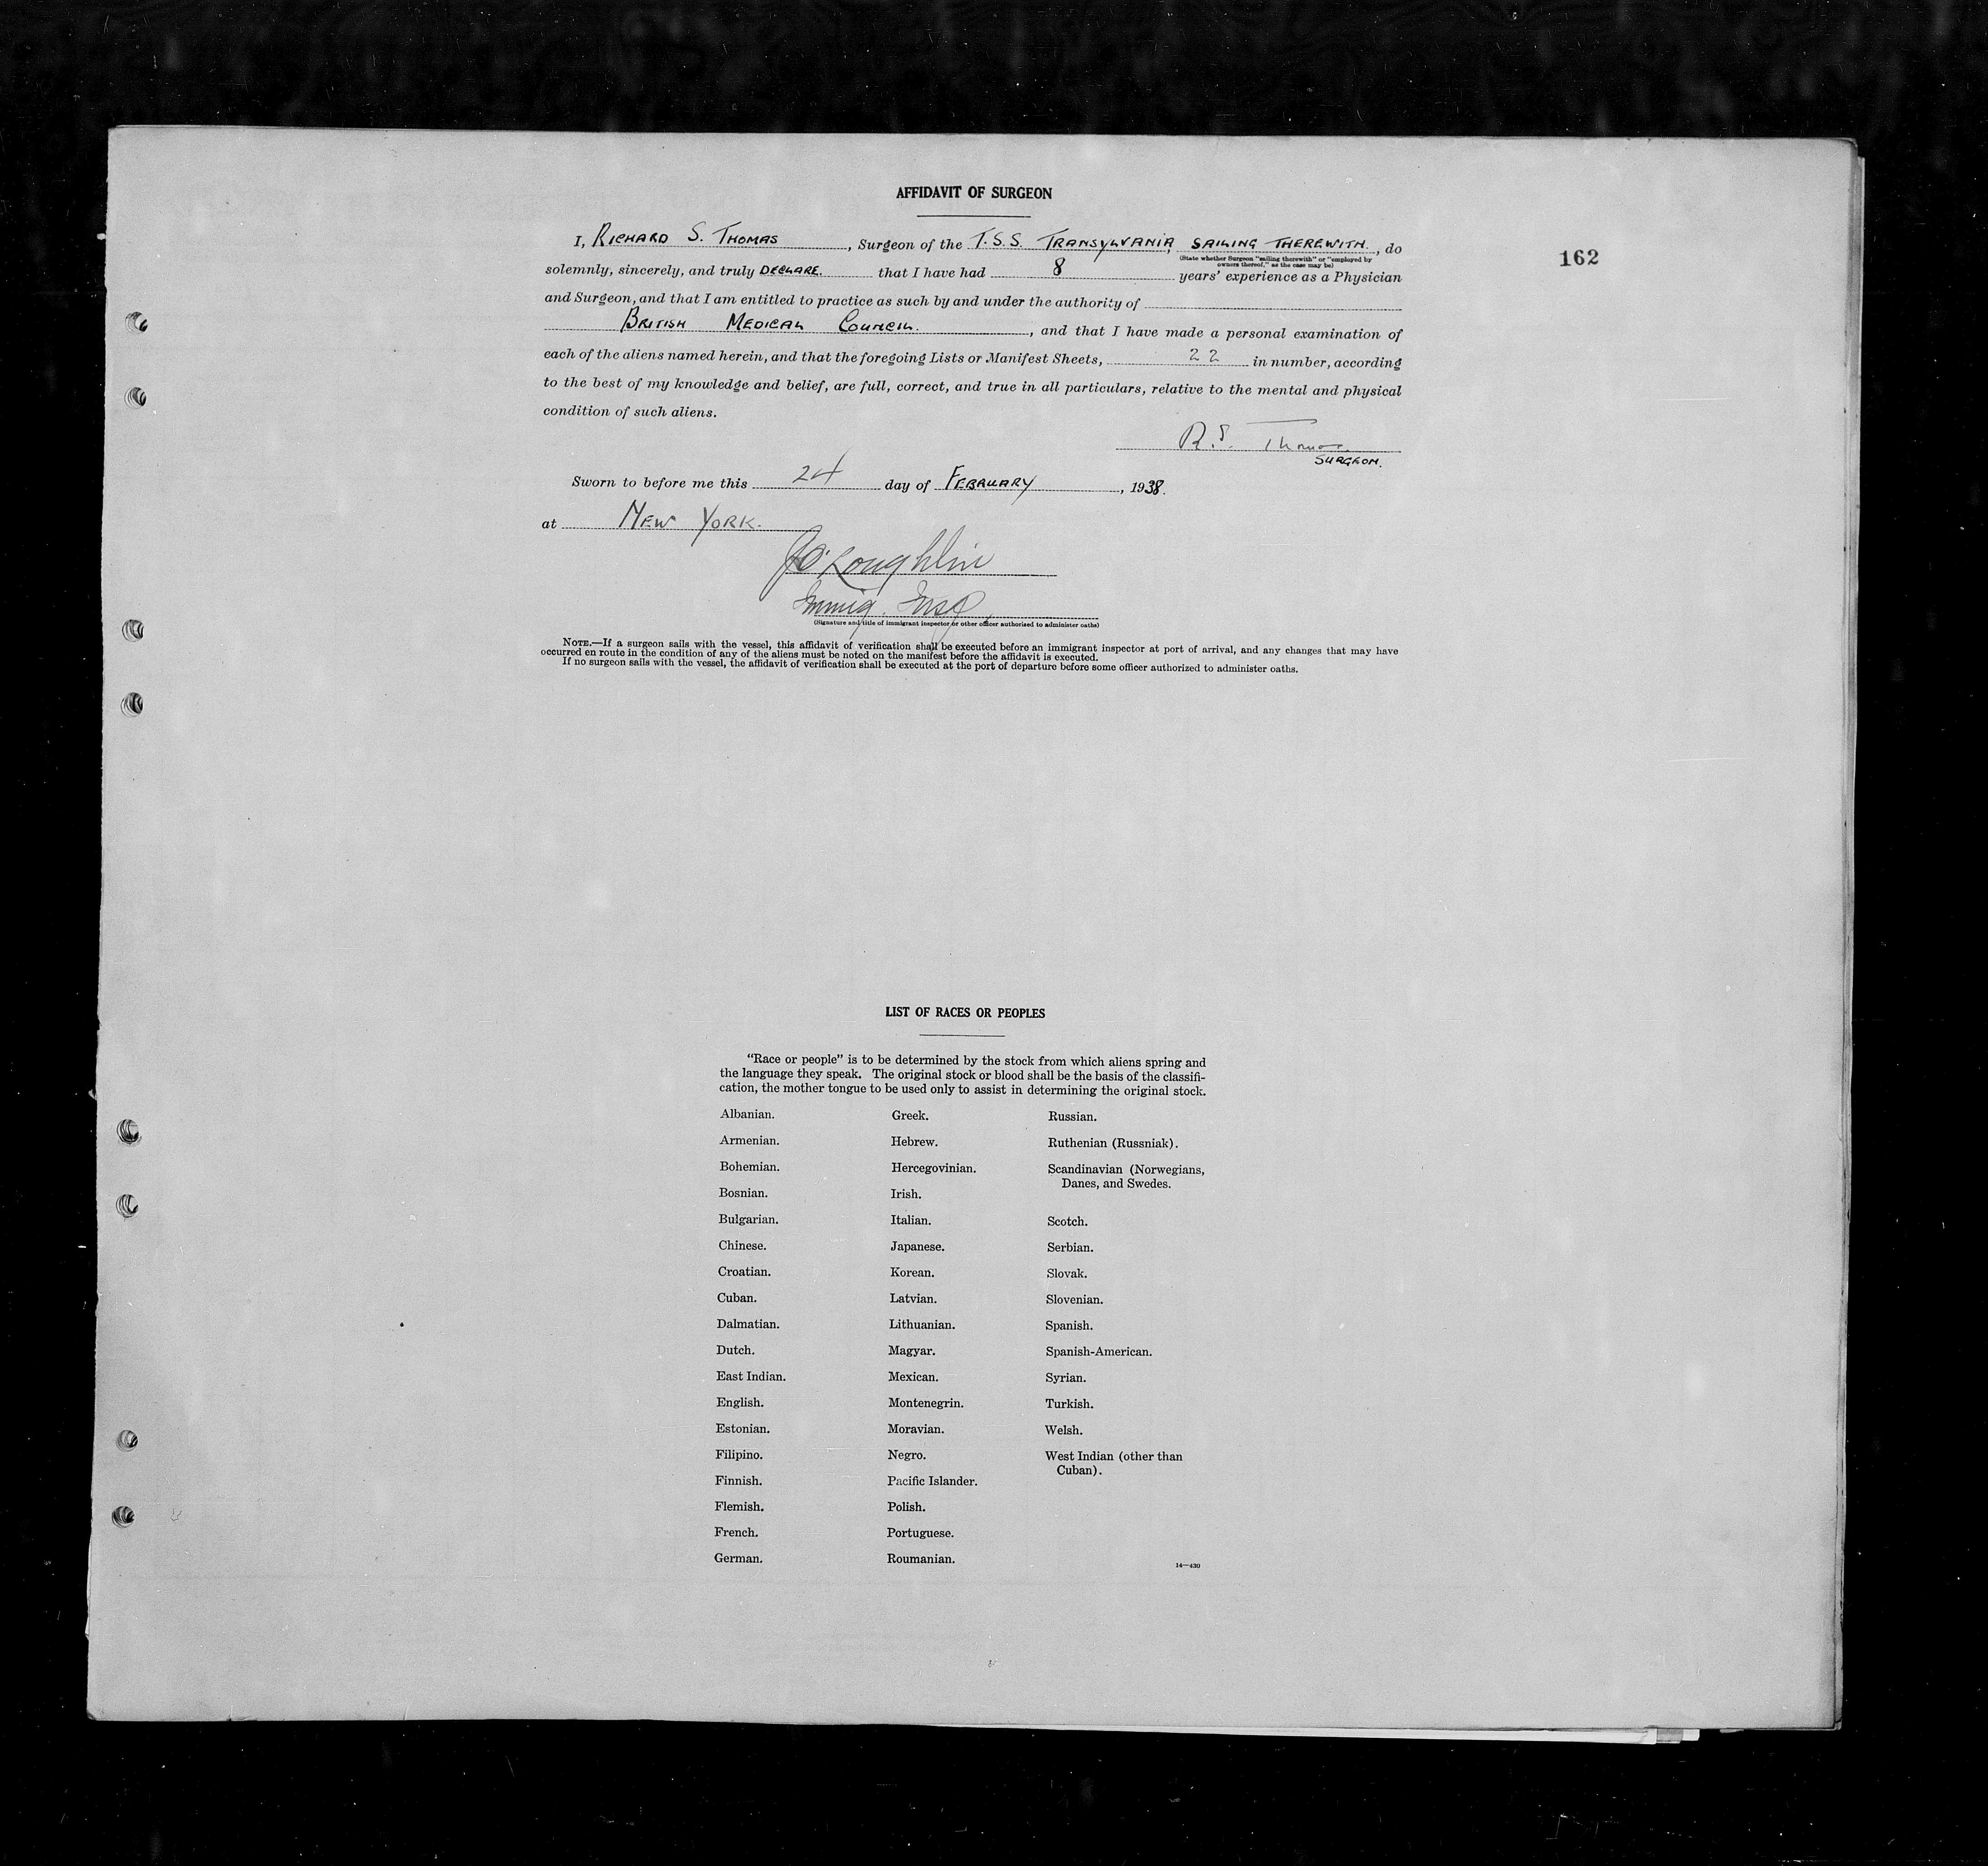 AFFIDAVIT OF SURGEON
I, RICHARD S. THOMAS, Surgeon of the T.S.S. TRANSYLVANIA, SAILING THEREWITH, do
(State whether Surgeon "sailing therewith" or "employed by
owners thereof," as the case may be)
162
solemnly, sincerely, and truly DECLARE. that I have had 8 years' experience as a Physician
and Surgeon, and that I am entitled to practice as such by and under the authority of
BRITISH MEDICAL COUNCIL., and that I have made a personal examination of
each of the aliens named herein, and that the foregoing Lists or Manifest Sheets, 22 in number, according
to the best of my knowledge and belief, are full, correct, and true in all particulars, relative to the mental and physical
condition of such aliens.
R.S. Thomas
SURGEON.
Sworn to before me this 24 day of FEBRUARY, 1938.
at NEW YORK.
O'Loughlin
Immig. Insp.
(Signature and title of immigrant inspector or other officer authorized to administer oaths)
NOTE.—If a surgeon sails with the vessel, this affidavit of verification shall be executed before an immigrant inspector at port of arrival, and any changes that may have
occurred en route in the condition of any of the aliens must be noted on the manifest before the affidavit is executed.
If no surgeon sails with the vessel, the affidavit of verification shall be executed at the port of departure before some officer authorized to administer oaths.
LIST OF RACES OR PEOPLES
"Race or people" is to be determined by the stock from which aliens spring and
the language they speak. The original stock or blood shall be the basis of the classifi-
cation, the mother tongue to be used only to assist in determining the original stock.
Albanian.
Armenian.
Bohemian.
Bosnian.
Bulgarian.
Chinese.
Croatian.
Cuban.
Dalmatian.
Dutch.
East Indian.
English.
Estonian.
Filipino.
Finnish.
Flemish.
French.
German.
Greek.
Hebrew.
Hercegovinian.
Irish.
Italian.
Japanese.
Korean.
Latvian.
Lithuanian.
Magyar.
Mexican.
Montenegrin.
Moravian.
Negro.
Pacific Islander.
Polish.
Portuguese.
Roumanian.
Russian.
Ruthenian (Russniak).
Scandinavian (Norwegians,
Danes, and Swedes.
Scotch.
Serbian.
Slovak.
Slovenian.
Spanish.
Spanish-American.
Syrian.
Turkish.
Welsh.
West Indian (other than
Cuban).
14—430